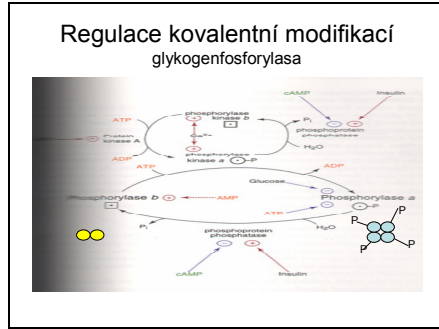 Regulace kovalentní modifikací
glykogenfosforylasa
cAMP
Insulin
ATP
phosphorylase
kinase b
Pi
phosphoprotein
phosphatase
Protein
kinase A
Ca2+
H2O
ADP
phosphorylase
kinase a
P
ATP
ADP
Glucose
Phosphorylase b
AMP
Phosphorylase a
P
ATP
Pi
H2O
phosphoprotein
phosphatase
cAMP
Insulin
P
P
P
P